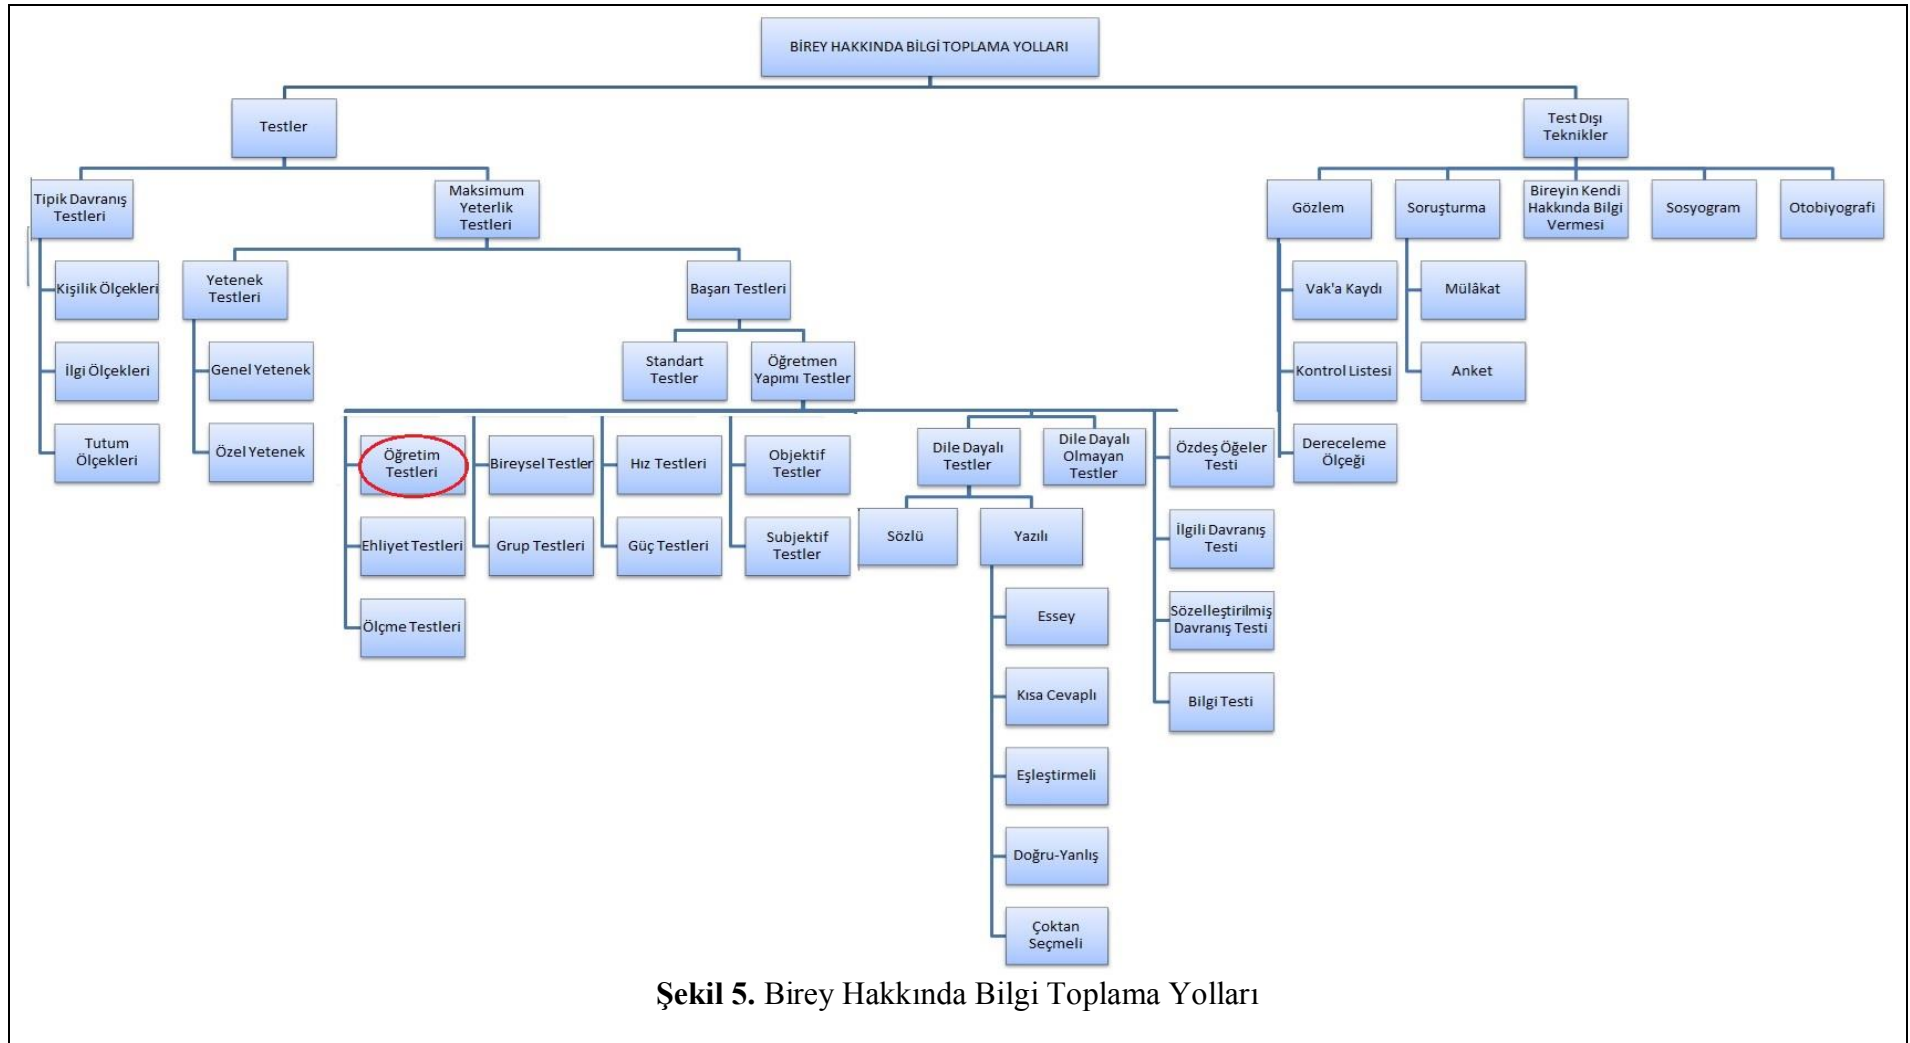 BİREY HAKKINDA BİLGİ TOPLAMA YOLLARI
Testler
Test Dışı
Teknikler
Tipik Davranış
Testleri
Maksimum
Yeterlik
Testleri
Gözlem
Soruşturma
Bireyin Kendi
Hakkında Bilgi
Vermesi
Sosyogram
Otobiyografi
Kişilik Ölçekleri
Yetenek
Testleri
Başarı Testleri
Vak'a Kaydı
Mülâkat
İlgi Ölçekleri
Genel Yetenek
Standart
Testler
Öğretmen
Yapımı Testler
Kontrol Listesi
Anket
Tutum
Ölçekleri
Özel Yetenek
Öğretim
Testleri
Bireysel Testler
Hız Testleri
Objektif
Testler
Dile Dayalı
Testler
Dile Dayalı
Olmayan
Testler
Özdeş Öğeler
Testi
Dereceleme
Ölçeği
Ehliyet Testleri
Grup Testleri
Güç Testleri
Subjektif
Testler
Sözlü
Yazılı
İlgili Davranış
Testi
Ölçme Testleri
Essey
Sözelleştirilmiş
Davranış Testi
Kısa Cevaplı
Bilgi Testi
Eşleştirmeli
Doğru-Yanlış
Çoktan
Seçmeli
Şekil 5. Birey Hakkında Bilgi Toplama Yolları